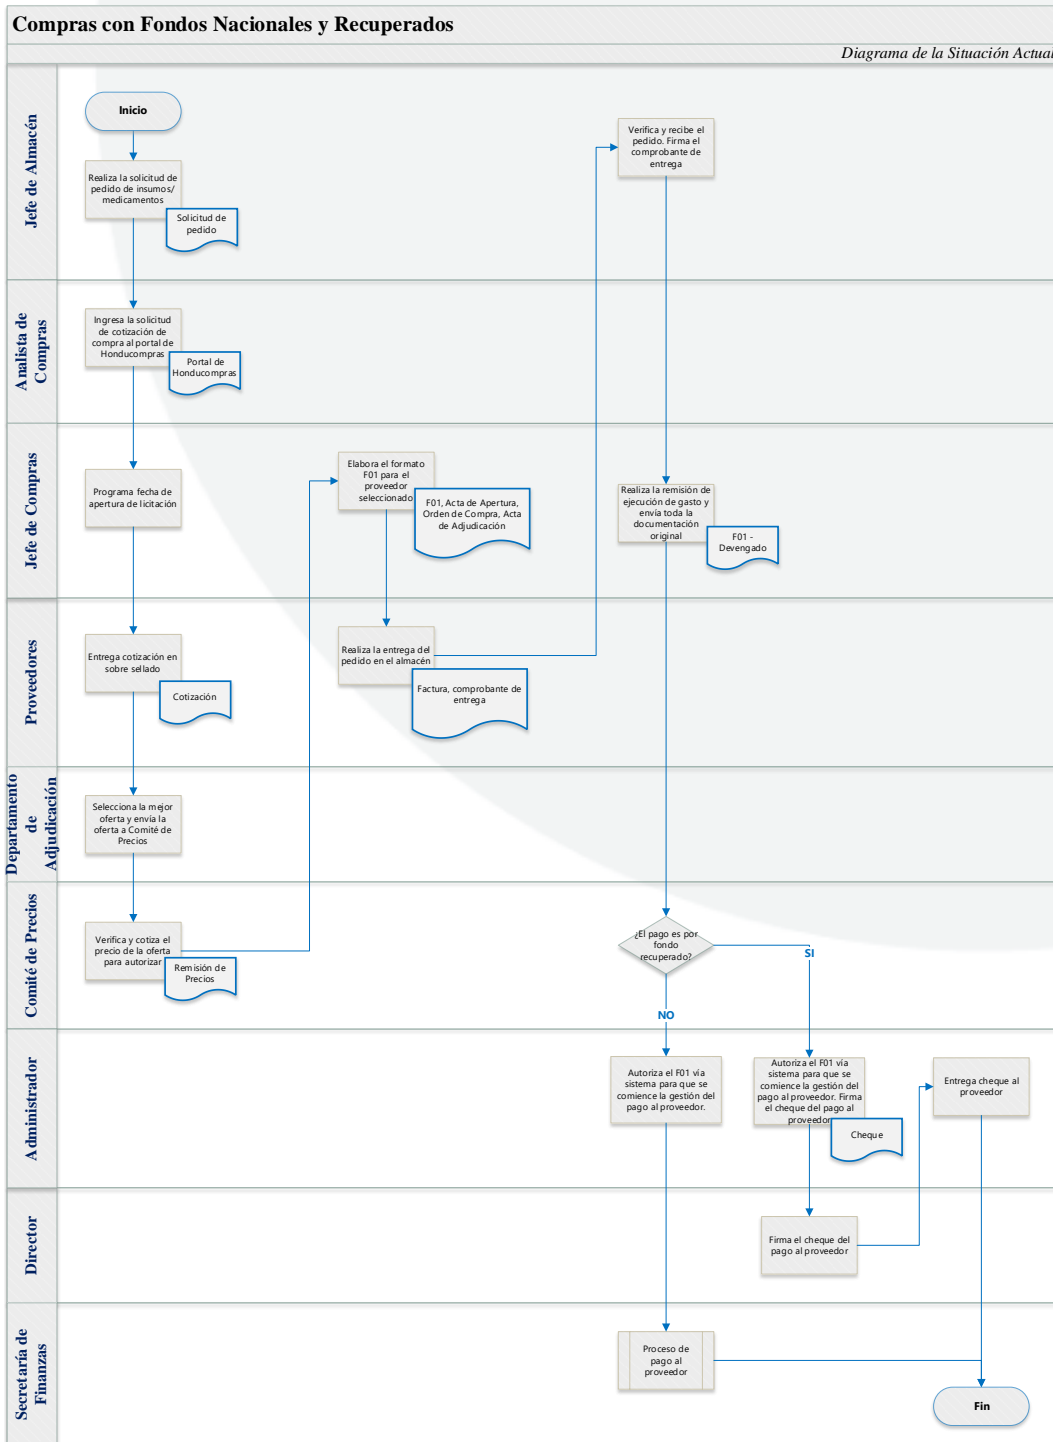 Compras con Fondos Nacionales y Recuperados
Diagrama de la Situación Actual
Jefe de Almacén
Inicio
Realiza la solicitud de
pedido de insumos/
medicamentos
Solicitud de
pedido
Verifica y recibe el
pedido. Firma el
comprobante de
entrega
Analista de
Compras
Ingresa la solicitud
de cotización de
compra al portal de
Honducompras
Portal de
Honducompras
Jefe de Compras
Programa fecha de
apertura de licitación
Elabora el formato
F01 para el
proveedor
seleccionado
F01, Acta de Apertura,
Orden de Compra, Acta
de Adjudicación
Realiza la remisión de
ejecución de gasto y
envía toda la
documentación
original
F01 -
Devengado
Proveedores
Entrega cotización en
sobre sellado
Cotización
Realiza la entrega del
pedido en el almacén
Factura, comprobante de
entrega
Departamento
de
Adjudicación
Selecciona la mejor
oferta y envía la
oferta a Comité de
Precios
Comité de Precios
Verifica y cotiza el
precio de la oferta
para autorizar
Remisión de
Precios
¿El pago es por
fondo
recuperado?
SI
NO
Administrador
Autoriza el F01 vía
sistema para que se
comience la gestión del
pago al proveedor.
Autoriza el F01 vía
sistema para que se
comience la gestión del
pago al proveedor. Firma
el cheque del pago al
proveedor
Cheque
Entrega cheque al
proveedor
Director
Firma el cheque del
pago al proveedor
Secretaría de
Finanzas
Proceso de
pago al
proveedor
Fin